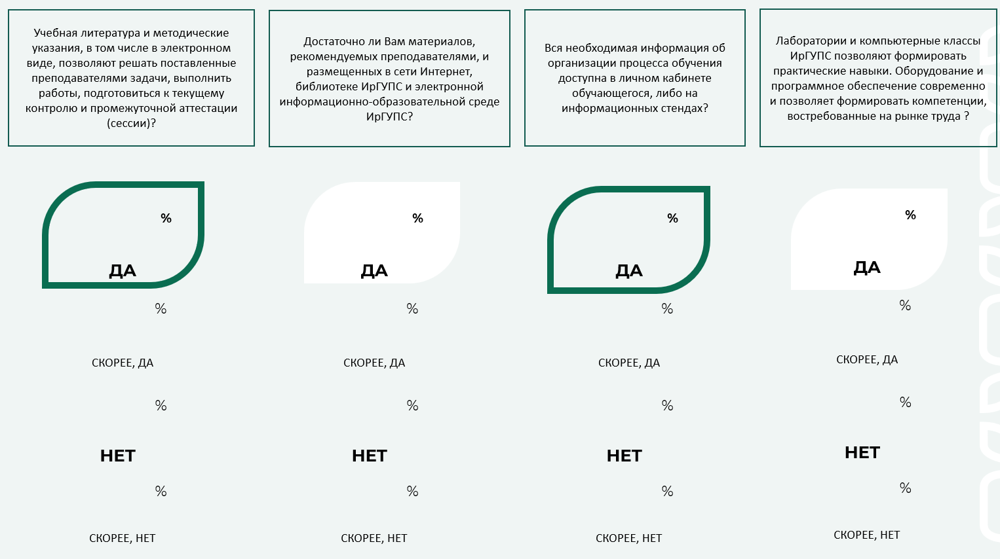 Учебная литература и методические
указания, в том числе в электронном
виде, позволяют решать поставленные
преподавателями задачи, выполнить
работы, подготовиться к текущему
контролю и промежуточной аттестации
(сессии)?
Достаточно ли Вам материалов,
рекомендуемых преподавателями, и
размещенных в сети Интернет,
библиотеке ИрГУПС и электронной
информационно-образовательной среде
ИрГУПС?
Вся необходимая информация об
организации процесса обучения
доступна в личном кабинете
обучающегося, либо на
информационных стендах?
Лаборатории и компьютерные классы
ИрГУПС позволяют формировать
практические навыки. Оборудование и
программное обеспечение современно
и позволяет формировать компетенции,
востребованные на рынке труда ?
%
ДА
%
СКОРЕЕ, ДА
%
НЕТ
%
СКОРЕЕ, НЕТ
%
ДА
%
СКОРЕЕ, ДА
%
НЕТ
%
СКОРЕЕ, НЕТ
%
ДА
%
СКОРЕЕ, ДА
%
НЕТ
%
СКОРЕЕ, НЕТ
%
ДА
%
СКОРЕЕ, ДА
%
НЕТ
%
СКОРЕЕ, НЕТ